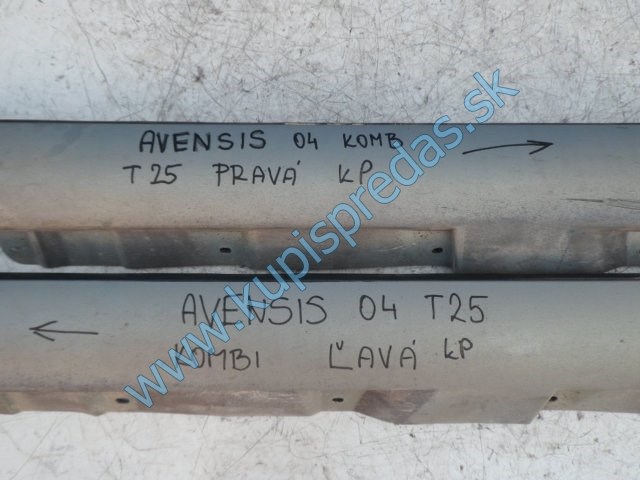 AVENSIS 04 KOMB
T25 PRAVÁ KP
AVENSIS 04 T25
KOMBI ĽAVÁ KP
www.kupispredas.sk